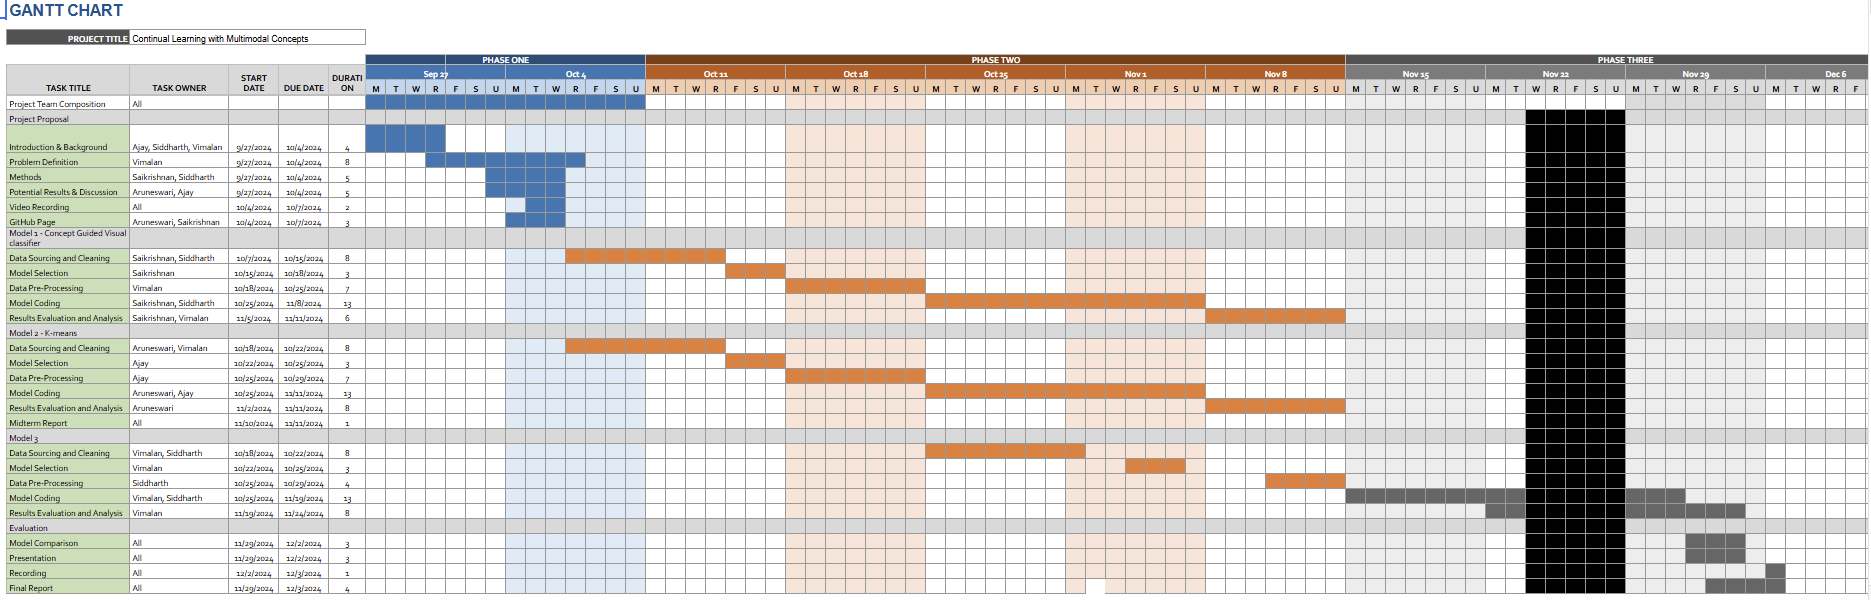 GANTT CHART
PROJECT TITLE Continual Learning with Multimodal Concepts
PHASE ONE PHASE TWO PHASE THREE
Sep 27 Oct 4 Oct 11 Oct 18 Oct 25 Nov 1 Nov 8 Nov 15 Nov 22 Nov 29 Dec 6
TASK TITLE TASK OWNER START DATE DUE DATE DURATI ON M T W R F S U M T W R F S U M T W R F S U M T W R F S U M T W R F S U M T W R F S U M T W R F S U M T W R F S U M T W R F S U M T W R F S U M T W R F
Project Team Composition All
Project Proposal
Introduction & Background Ajay, Siddharth, Vimalan 9/27/2024 10/4/2024 4
Problem Definition Vimalan 9/27/2024 10/4/2024 8
Methods Saikrishnan, Siddharth 9/27/2024 10/4/2024 5
Potential Results & Discussion Aruneswari, Ajay 9/27/2024 10/4/2024 5
Video Recording All 10/4/2024 10/7/2024 2
GitHub Page Aruneswari, Saikrishnan 10/4/2024 10/7/2024 3
Model 1 - Concept Guided Visual
classifier
Data Sourcing and Cleaning Saikrishnan, Siddharth 10/7/2024 10/15/2024 8
Model Selection Saikrishnan 10/15/2024 10/18/2024 3
Data Pre-Processing Vimalan 10/18/2024 10/25/2024 7
Model Coding Saikrishnan, Siddharth 10/25/2024 11/8/2024 13
Results Evaluation and Analysis Saikrishnan, Vimalan 11/5/2024 11/11/2024 6
Model 2 - K-means
Data Sourcing and Cleaning Aruneswari, Vimalan 10/18/2024 10/22/2024 8
Model Selection Ajay 10/22/2024 10/25/2024 3
Data Pre-Processing Ajay 10/25/2024 10/29/2024 7
Model Coding Aruneswari, Ajay 10/25/2024 11/11/2024 13
Results Evaluation and Analysis Aruneswari 11/2/2024 11/11/2024 8
Midterm Report All 11/10/2024 11/11/2024 1
Model 3
Data Sourcing and Cleaning Vimalan, Siddharth 10/18/2024 10/22/2024 8
Model Selection Vimalan 10/22/2024 10/25/2024 3
Data Pre-Processing Siddharth 10/25/2024 10/29/2024 4
Model Coding Vimalan, Siddharth 10/25/2024 11/19/2024 13
Results Evaluation and Analysis Vimalan 11/19/2024 11/24/2024 8
Evaluation
Model Comparison All 11/29/2024 12/2/2024 3
Presentation All 11/29/2024 12/2/2024 3
Recording All 12/2/2024 12/3/2024 1
Final Report All 11/29/2024 12/3/2024 4